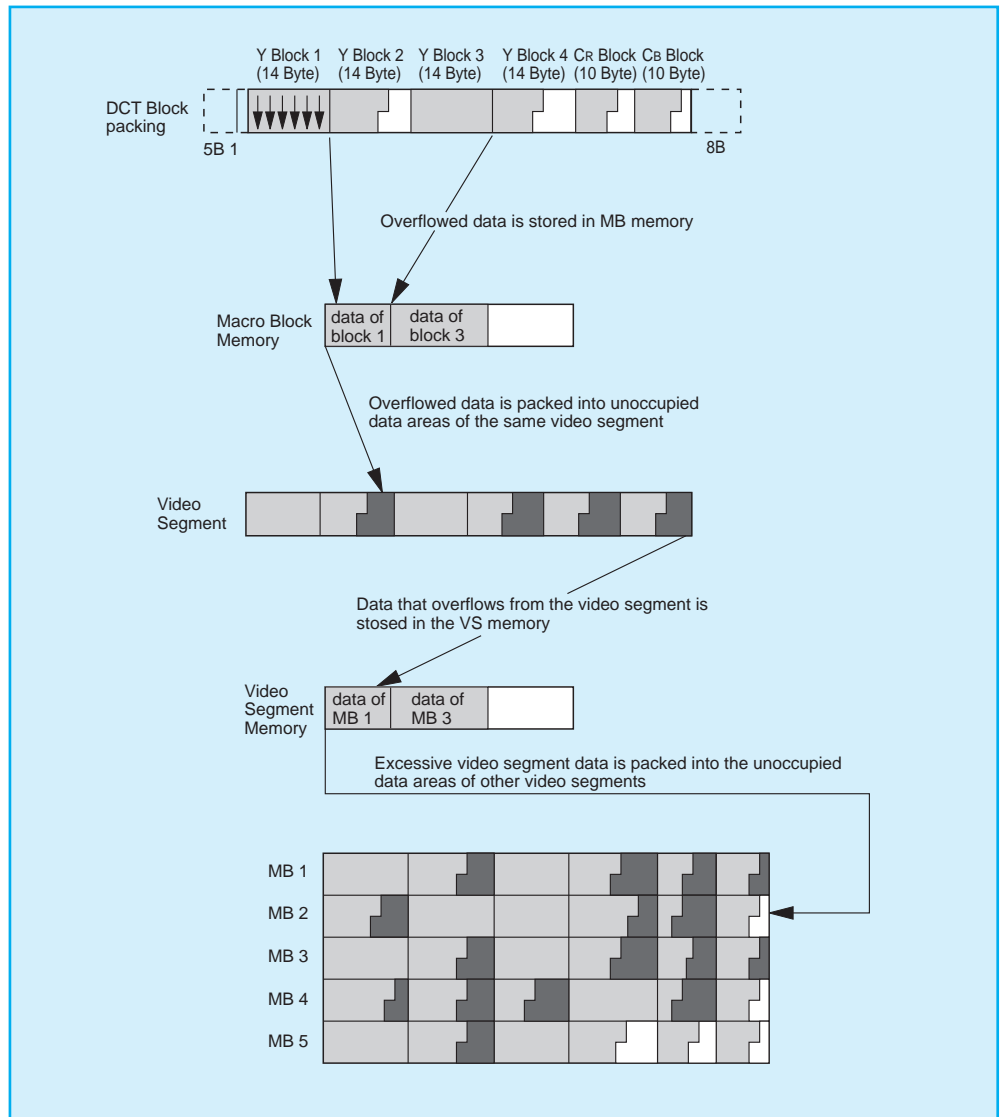 Y Block 1 Y Block 2 Y Block 3 Y Block 4 CR Block CB Block
(14 Byte) (14 Byte) (14 Byte) (14 Byte) (10 Byte) (10 Byte)
DCT Block
packing
5B 1
8B
Overflowed data is stored in MB memory
Macro Block
Memory
data of
block 1
data of
block 3
Overflowed data is packed into unoccupied
data areas of the same video segment
Video
Segment
Data that overflows from the video segment is
stosed in the VS memory
Video
Segment
Memory
data of
MB 1
data of
MB 3
Excessive video segment data is packed into the unoccupied
data areas of other video segments
MB 1
MB 2
MB 3
MB 4
MB 5